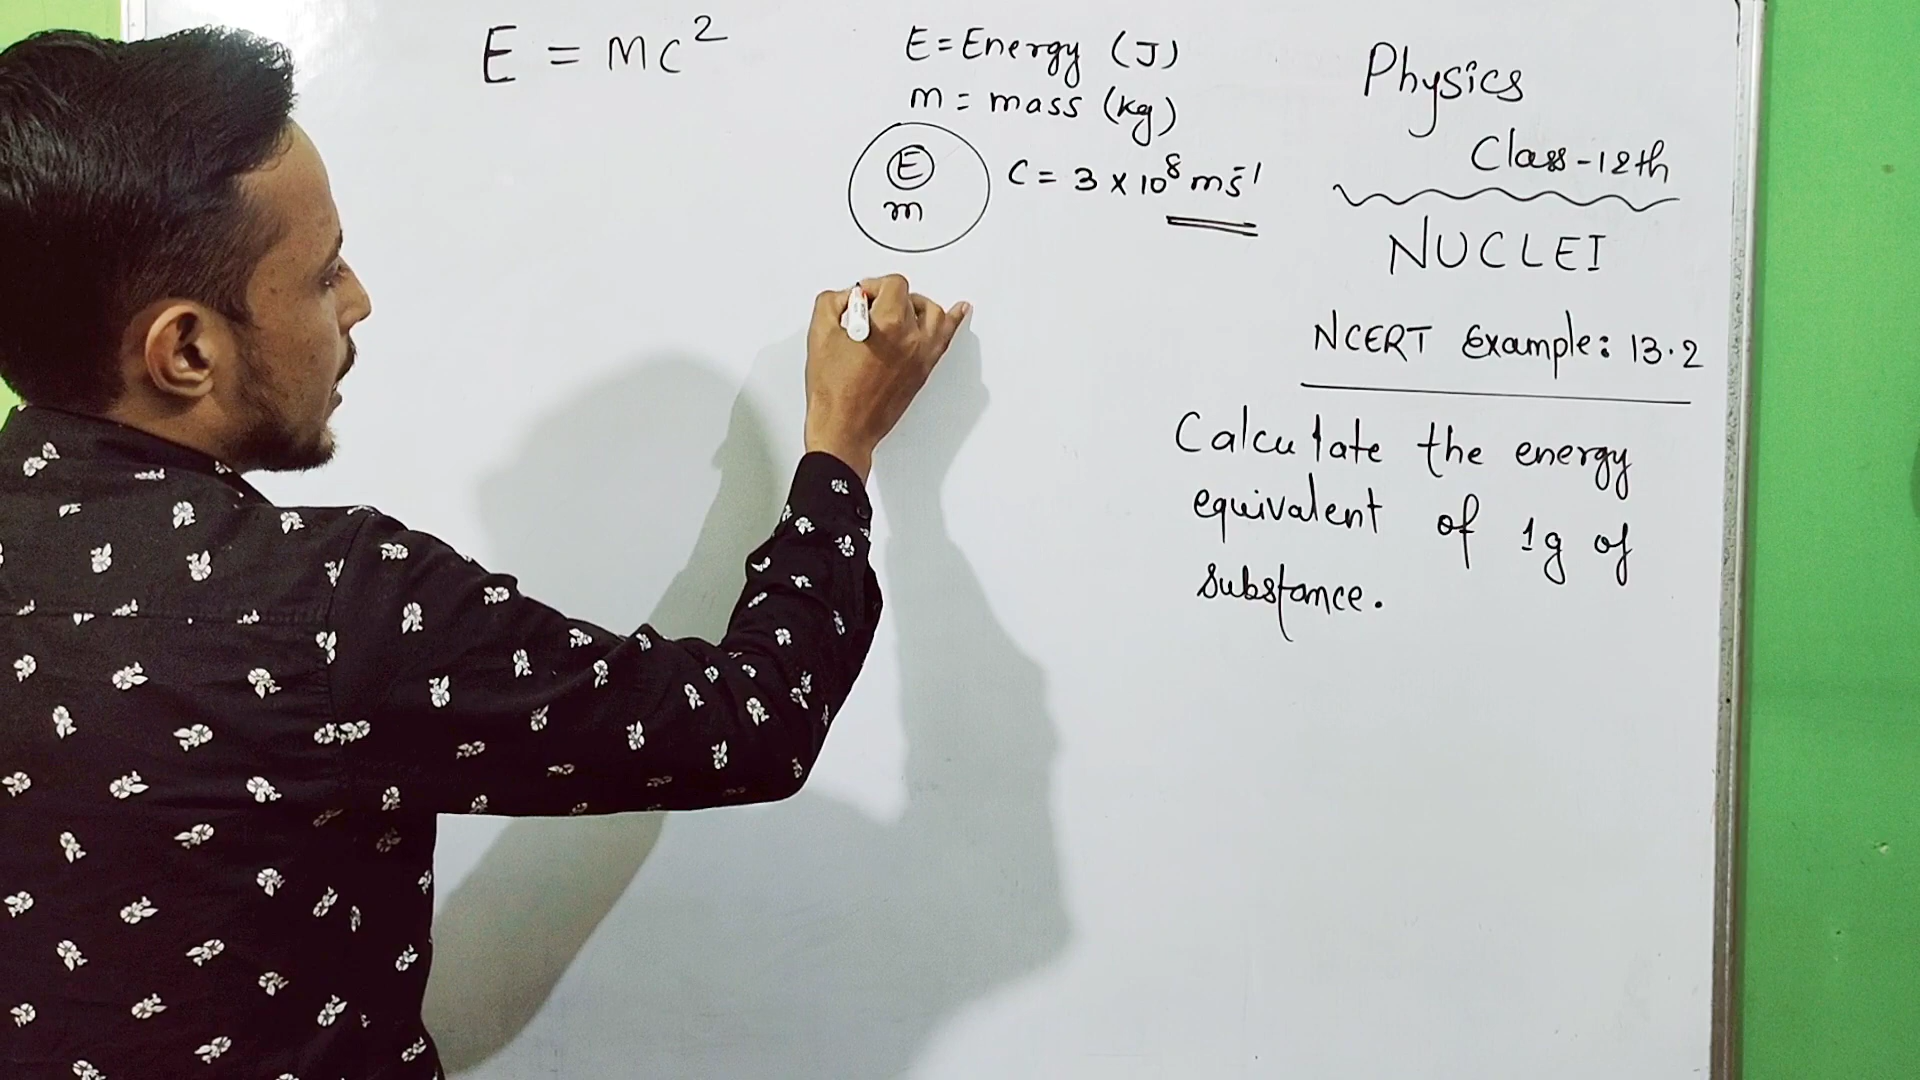 E = mc²
E = Energy (J)
m = mass (kg)
E
m
C = 3 × 10⁸ ms⁻¹
Physics
Class - 12th
NUCLEI
NCERT Example: 13.2
Calculate the energy
equivalent of 1g of
substance.